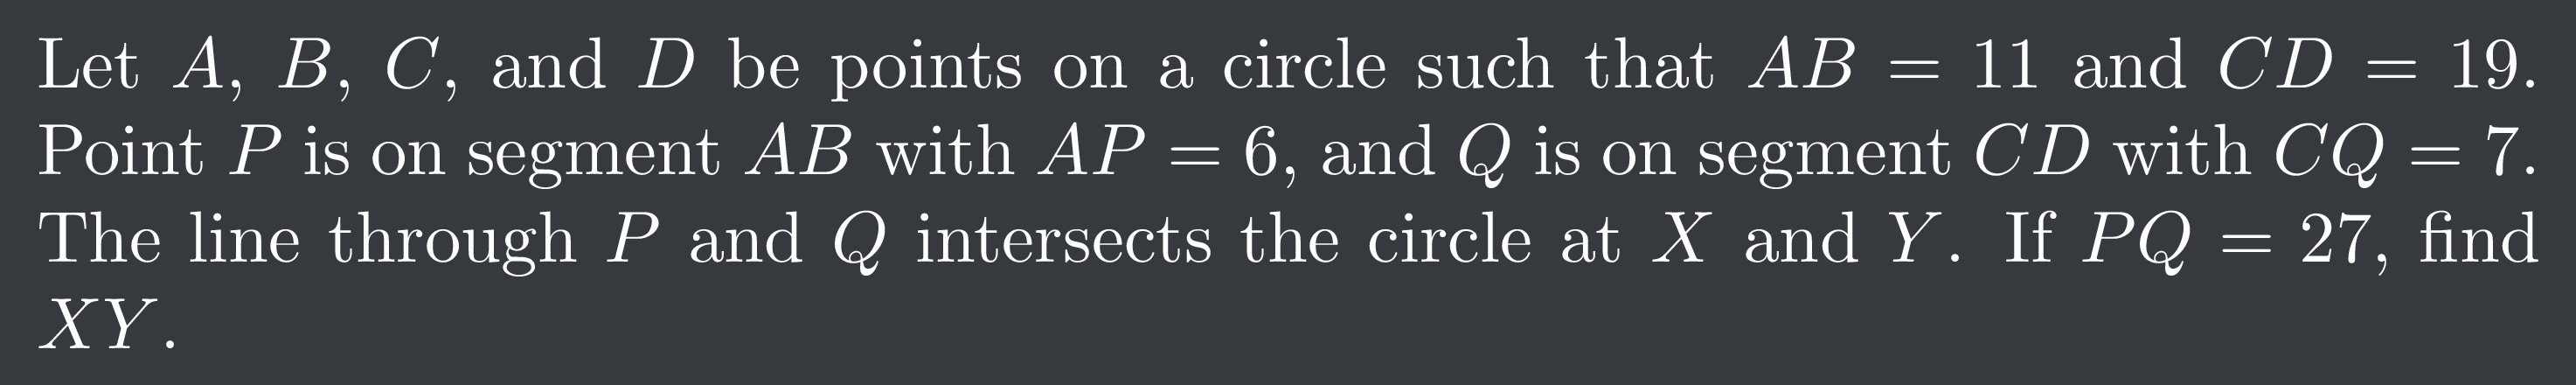 Let A, B, C, and D be points on a circle such that AB = 11 and CD = 19.
Point P is on segment AB with AP = 6, and Q is on segment CD with CQ = 7.
The line through P and Q intersects the circle at X and Y. If PQ = 27, find
XY.